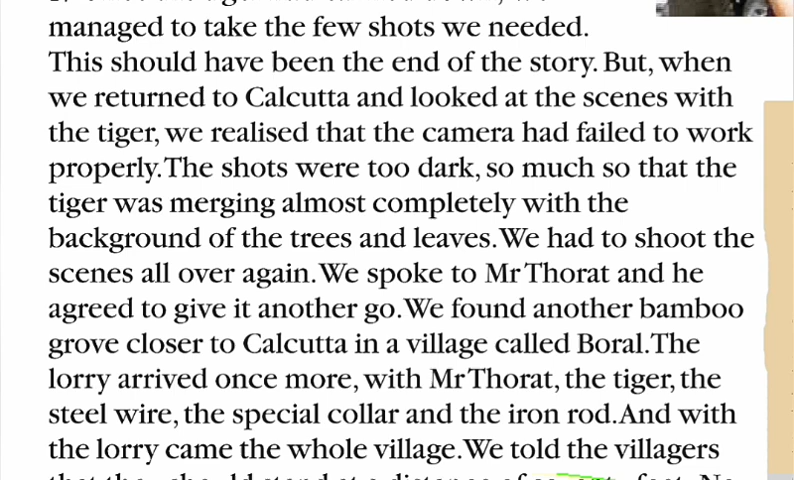 managed to take the few shots we needed.
This should have been the end of the story. But, when
we returned to Calcutta and looked at the scenes with
the tiger, we realised that the camera had failed to work
properly. The shots were too dark, so much so that the
tiger was merging almost completely with the
background of the trees and leaves. We had to shoot the
scenes all over again. We spoke to Mr Thorat and he
agreed to give it another go. We found another bamboo
grove closer to Calcutta in a village called Boral. The
lorry arrived once more, with Mr Thorat, the tiger, the
steel wire, the special collar and the iron rod. And with
the lorry came the whole village. We told the villagers